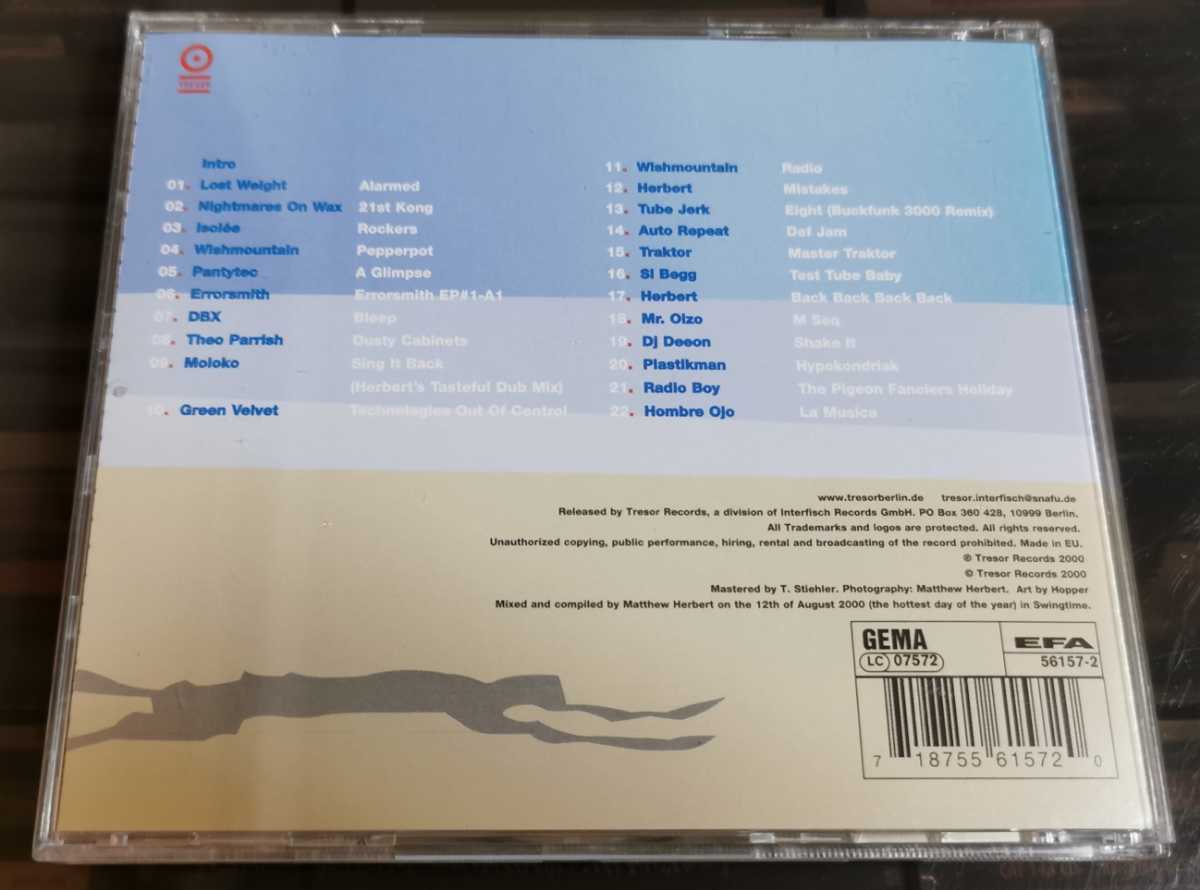 TRESOR
Intro
01. Lost Weight Alarmed
02. Nightmares On Wax 21st Kong
03. Isolée Rockers
04. Wishmountain Pepperpot
05. Pantytec A Glimpse
06. Errorsmith Errorsmith EP#1-A1
07. DBX Bleep
08. Theo Parrish Dusty Cabinets
09. Moloko Sing It Back
(Herbert's Tasteful Dub Mix)
10. Green Velvet Technologies Out Of Control
11. Wishmountain Radio
12. Herbert Mistakes
13. Tube Jerk Eight (Buckfunk 3000 Remix)
14. Auto Repeat Def Jam
15. Traktor Master Traktor
16. Si Begg Test Tube Baby
17. Herbert Back Back Back Back
18. Mr. Oizo M Seq
19. Dj Deeon Shake It
20. Plastikman Hypokondriak
21. Radio Boy The Pigeon Fanciers Holiday
22. Hombre Ojo La Musica
www.tresorberlin.de tresor.interfisch@snafu.de
Released by Tresor Records, a division of Interfisch Records GmbH. PO Box 360 428, 10999 Berlin.
All Trademarks and logos are protected. All rights reserved.
Unauthorized copying, public performance, hiring, rental and broadcasting of the record prohibited. Made in EU.
℗ Tresor Records 2000
© Tresor Records 2000
Mastered by T. Stiehler. Photography: Matthew Herbert. Art by Hopper
Mixed and compiled by Matthew Herbert on the 12th of August 2000 (the hottest day of the year) in Swingtime.
GEMA EFA
LC 07572 56157-2
7 18755 61572 0